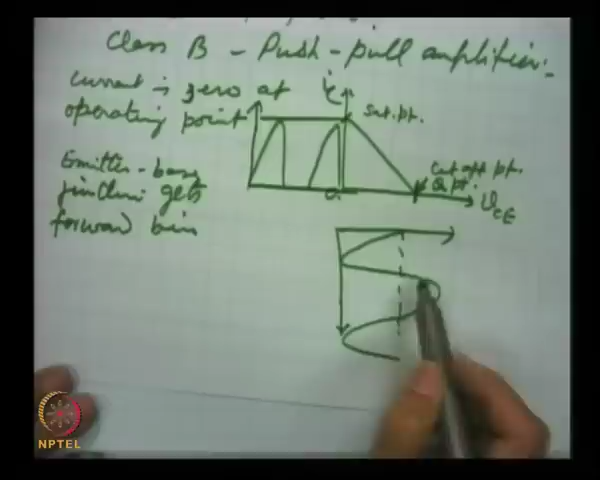 Class B - Push-pull amplifier:-
Current is zero at
operating point
Emitter-base
junction gets
forward bias
ic
Sat. pt.
Cut off pt.
Q pt.
VCE
0
NPTEL